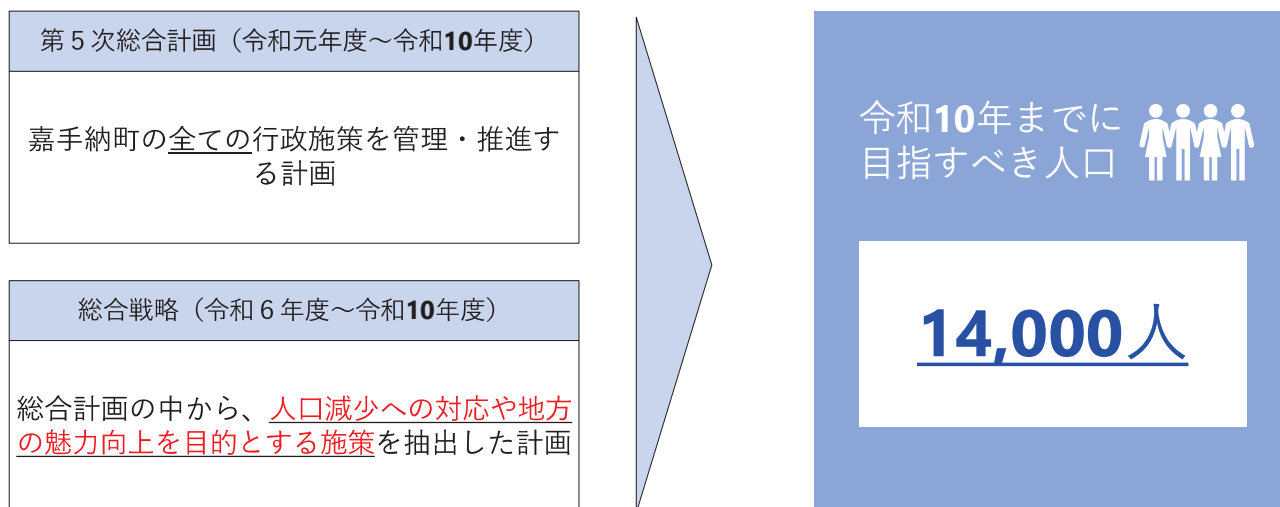 第５次総合計画（令和元年度～令和10年度）
嘉手納町の全ての行政施策を管理・推進す
る計画
総合戦略（令和６年度～令和10年度）
総合計画の中から、人口減少への対応や地方
の魅力向上を目的とする施策を抽出した計画
令和10年までに
目指すべき人口
14,000人